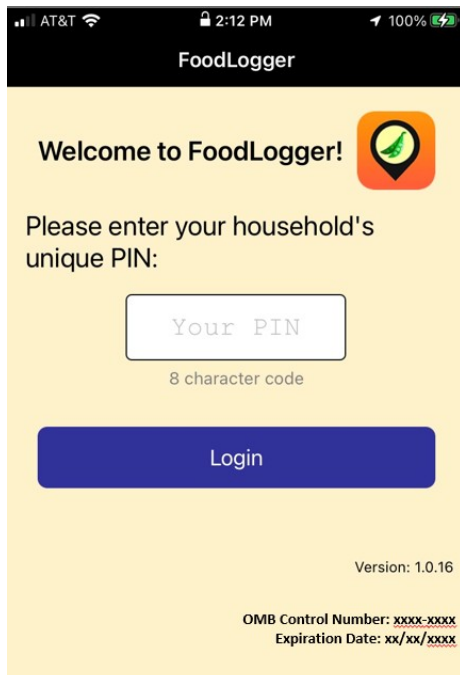 AT&T 2:12 PM 100%
FoodLogger
Welcome to FoodLogger!
Please enter your household's
unique PIN:
Your PIN
8 character code
Login
Version: 1.0.16
OMB Control Number: xxxx-xxxx
Expiration Date: xx/xx/xxxx